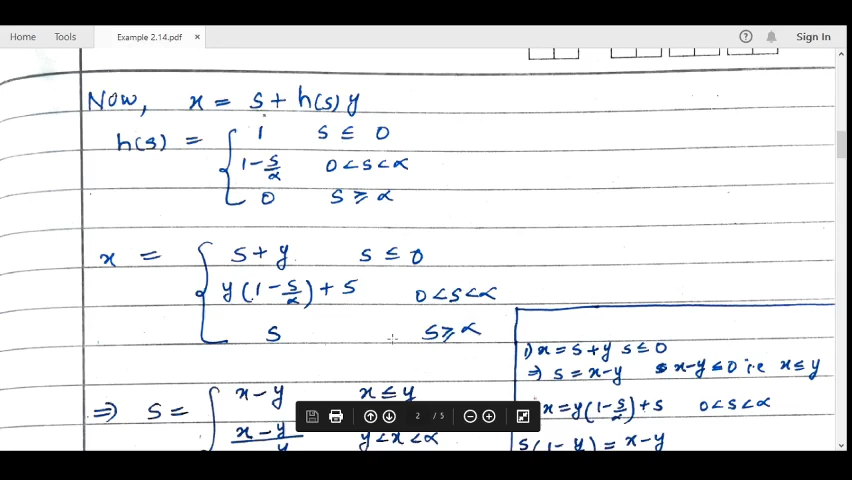 Home Tools Example 2.14.pdf × ? Sign In
Now, x = s + h(s) y
h(s) = { 1 s ≤ 0
1 - s/α 0 < s < α
0 s ≥ α
x = { s + y s ≤ 0
y (1 - s/α) + s 0 < s < α
s s ≥ α
1) x = s + y s ≤ 0
⇒ s = x - y x - y ≤ 0 i.e x ≤ y
⇒ s = { x - y x ≤ y
x = y (1 - s/α) + s 0 < s < α
2 / 5
x - y y < x < α
s (1 - y) = x - y